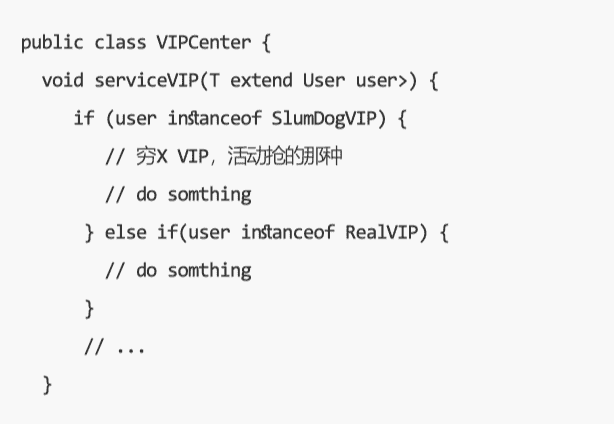 public class VIPCenter {
void serviceVIP(T extend User user>) {
if (user instanceof SlumDogVIP) {
// 穷X VIP，活动抢的那种
// do somthing
} else if(user instanceof RealVIP) {
// do somthing
}
// ...
}